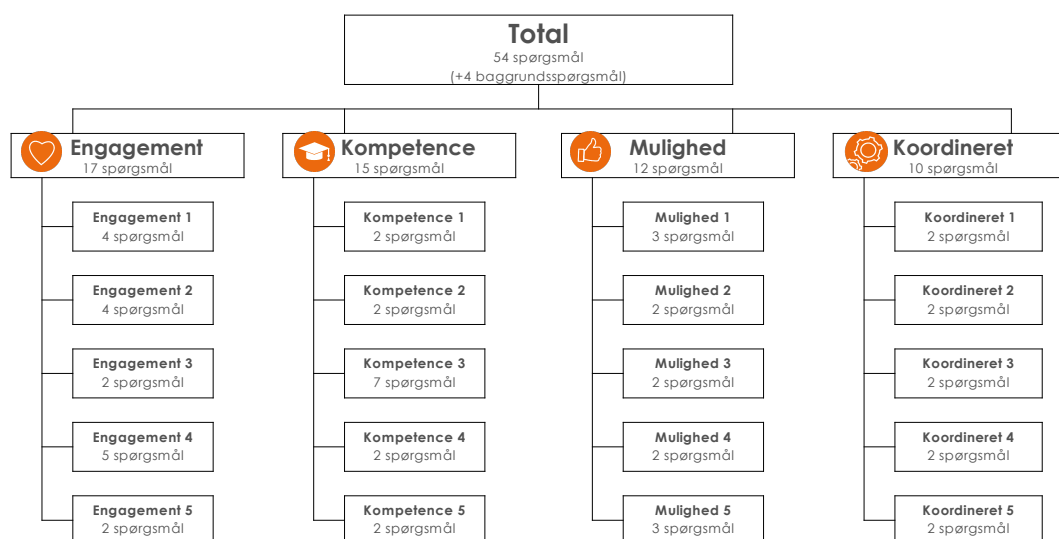 Total
54 spørgsmål
(+4 baggrundsspørgsmål)
Engagement
17 spørgsmål
Kompetence
15 spørgsmål
Mulighed
12 spørgsmål
Koordineret
10 spørgsmål
Engagement 1
4 spørgsmål
Kompetence 1
2 spørgsmål
Mulighed 1
3 spørgsmål
Koordineret 1
2 spørgsmål
Engagement 2
4 spørgsmål
Kompetence 2
2 spørgsmål
Mulighed 2
2 spørgsmål
Koordineret 2
2 spørgsmål
Engagement 3
2 spørgsmål
Kompetence 3
7 spørgsmål
Mulighed 3
2 spørgsmål
Koordineret 3
2 spørgsmål
Engagement 4
5 spørgsmål
Kompetence 4
2 spørgsmål
Mulighed 4
2 spørgsmål
Koordineret 4
2 spørgsmål
Engagement 5
2 spørgsmål
Kompetence 5
2 spørgsmål
Mulighed 5
3 spørgsmål
Koordineret 5
2 spørgsmål